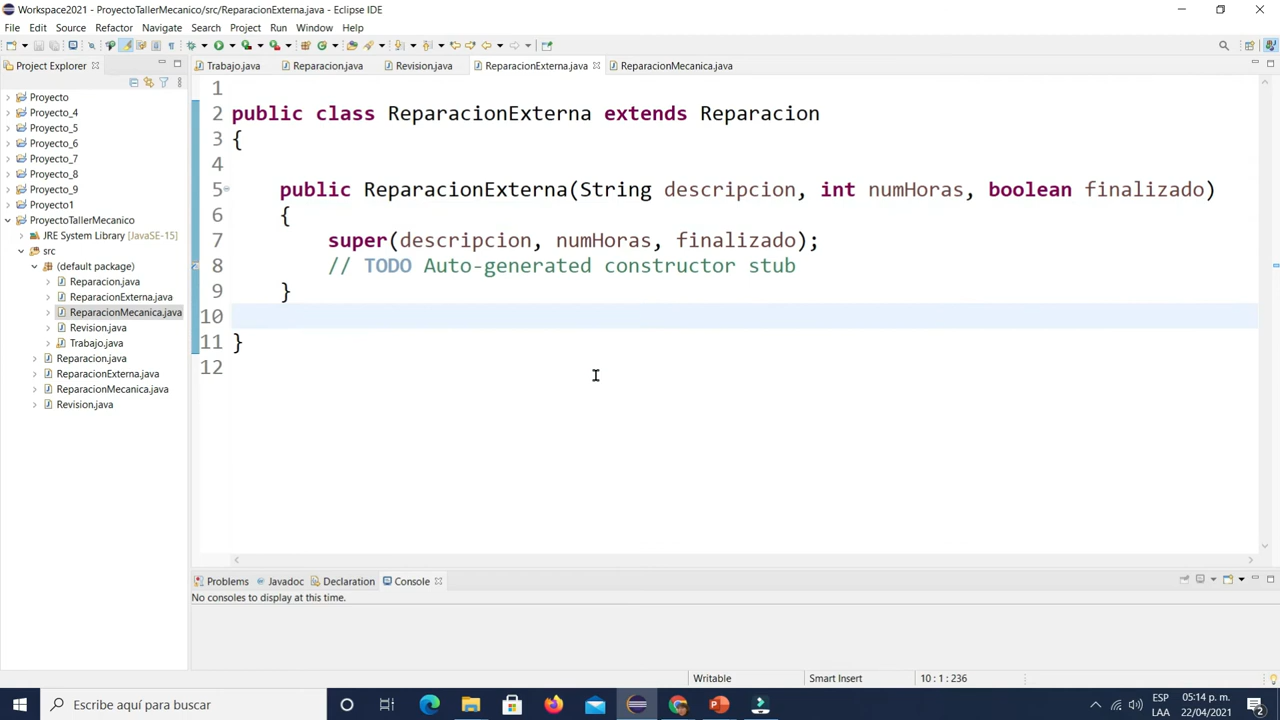 Workspace2021 - ProyectoTallerMecanico/src/ReparacionExterna.java - Eclipse IDE
File Edit Source Refactor Navigate Search Project Run Window Help
Project Explorer
Trabajo.java Reparacion.java Revision.java ReparacionExterna.java ReparacionMecanica.java
Proyecto
Proyecto_4
Proyecto_5
Proyecto_6
Proyecto_7
Proyecto_8
Proyecto_9
Proyecto1
ProyectoTallerMecanico
JRE System Library [JavaSE-15]
src
(default package)
Reparacion.java
ReparacionExterna.java
ReparacionMecanica.java
Revision.java
Trabajo.java
Reparacion.java
ReparacionExterna.java
ReparacionMecanica.java
Revision.java
1
2 public class ReparacionExterna extends Reparacion
3 {
4
5 public ReparacionExterna(String descripcion, int numHoras, boolean finalizado)
6 {
7 super(descripcion, numHoras, finalizado);
8 // TODO Auto-generated constructor stub
9 }
10
11 }
12
Problems Javadoc Declaration Console
No consoles to display at this time.
Writable Smart Insert 10 : 1 : 236
Escribe aquí para buscar
ESP 05:14 p. m.
LAA 22/04/2021
2